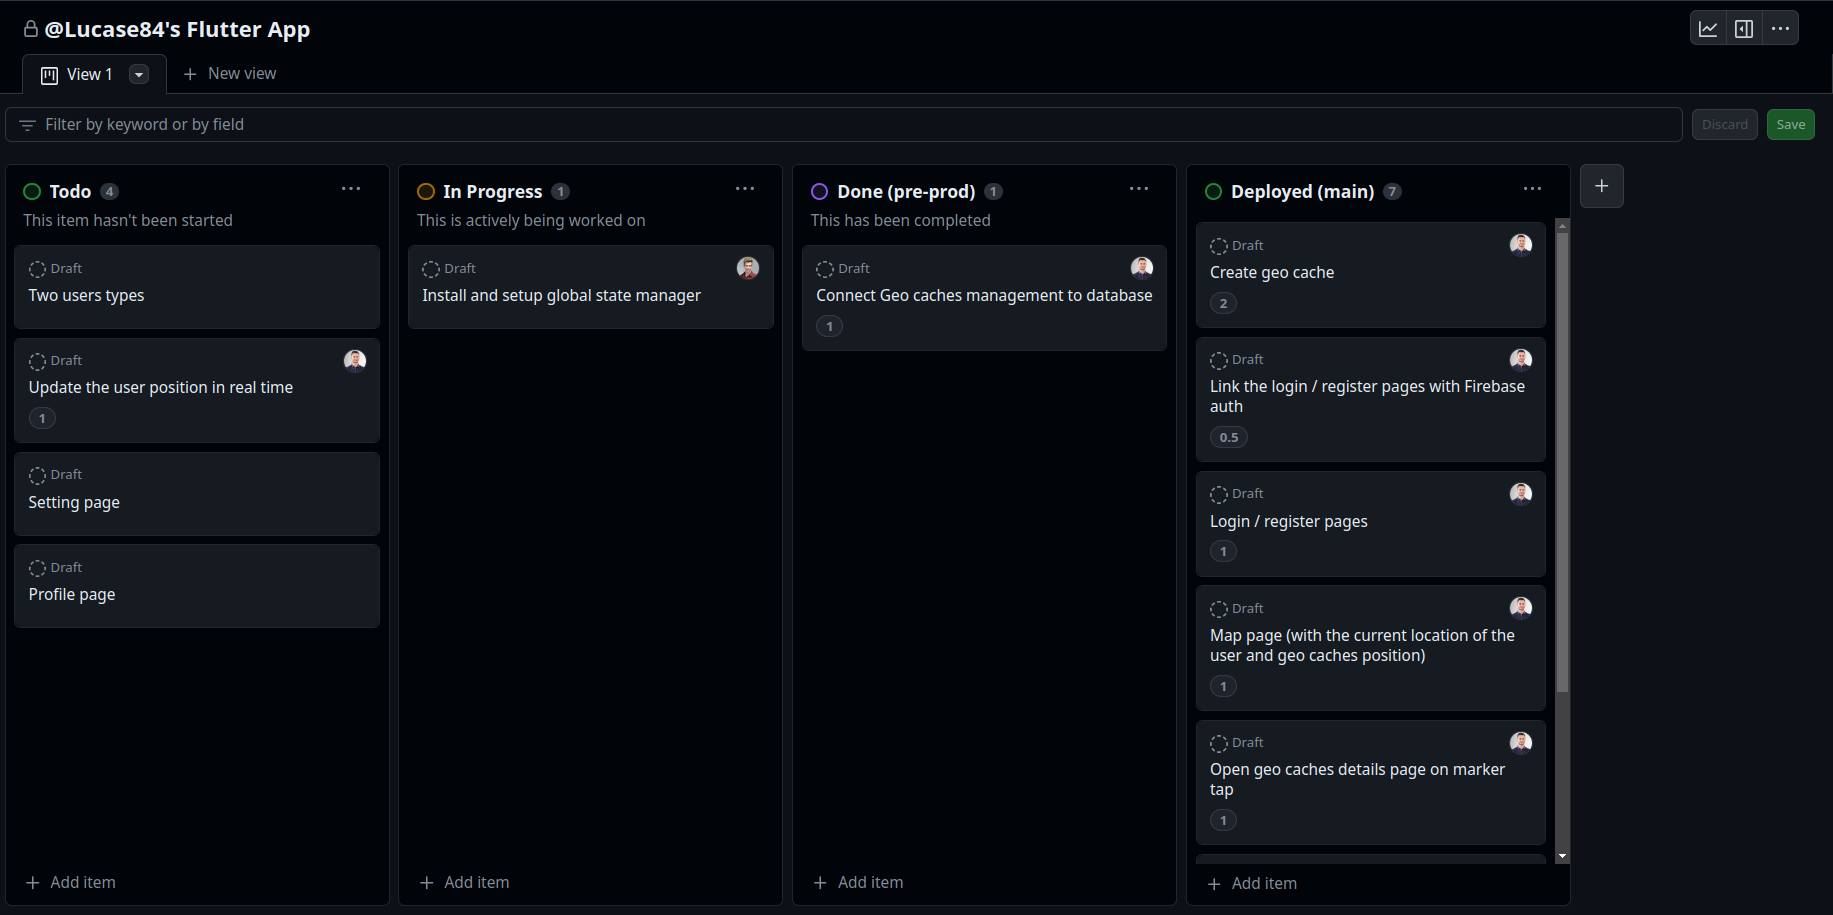 @Lucase84's Flutter App
View 1
New view
Filter by keyword or by field
Discard
Save
Todo 4
This item hasn't been started
Draft
Two users types
Draft
Update the user position in real time
1
Draft
Setting page
Draft
Profile page
Add item
In Progress 1
This is actively being worked on
Draft
Install and setup global state manager
Add item
Done (pre-prod) 1
This has been completed
Draft
Connect Geo caches management to database
1
Add item
Deployed (main) 7
Draft
Create geo cache
2
Draft
Link the login / register pages with Firebase
auth
0.5
Draft
Login / register pages
1
Draft
Map page (with the current location of the
user and geo caches position)
1
Draft
Open geo caches details page on marker
tap
1
Add item